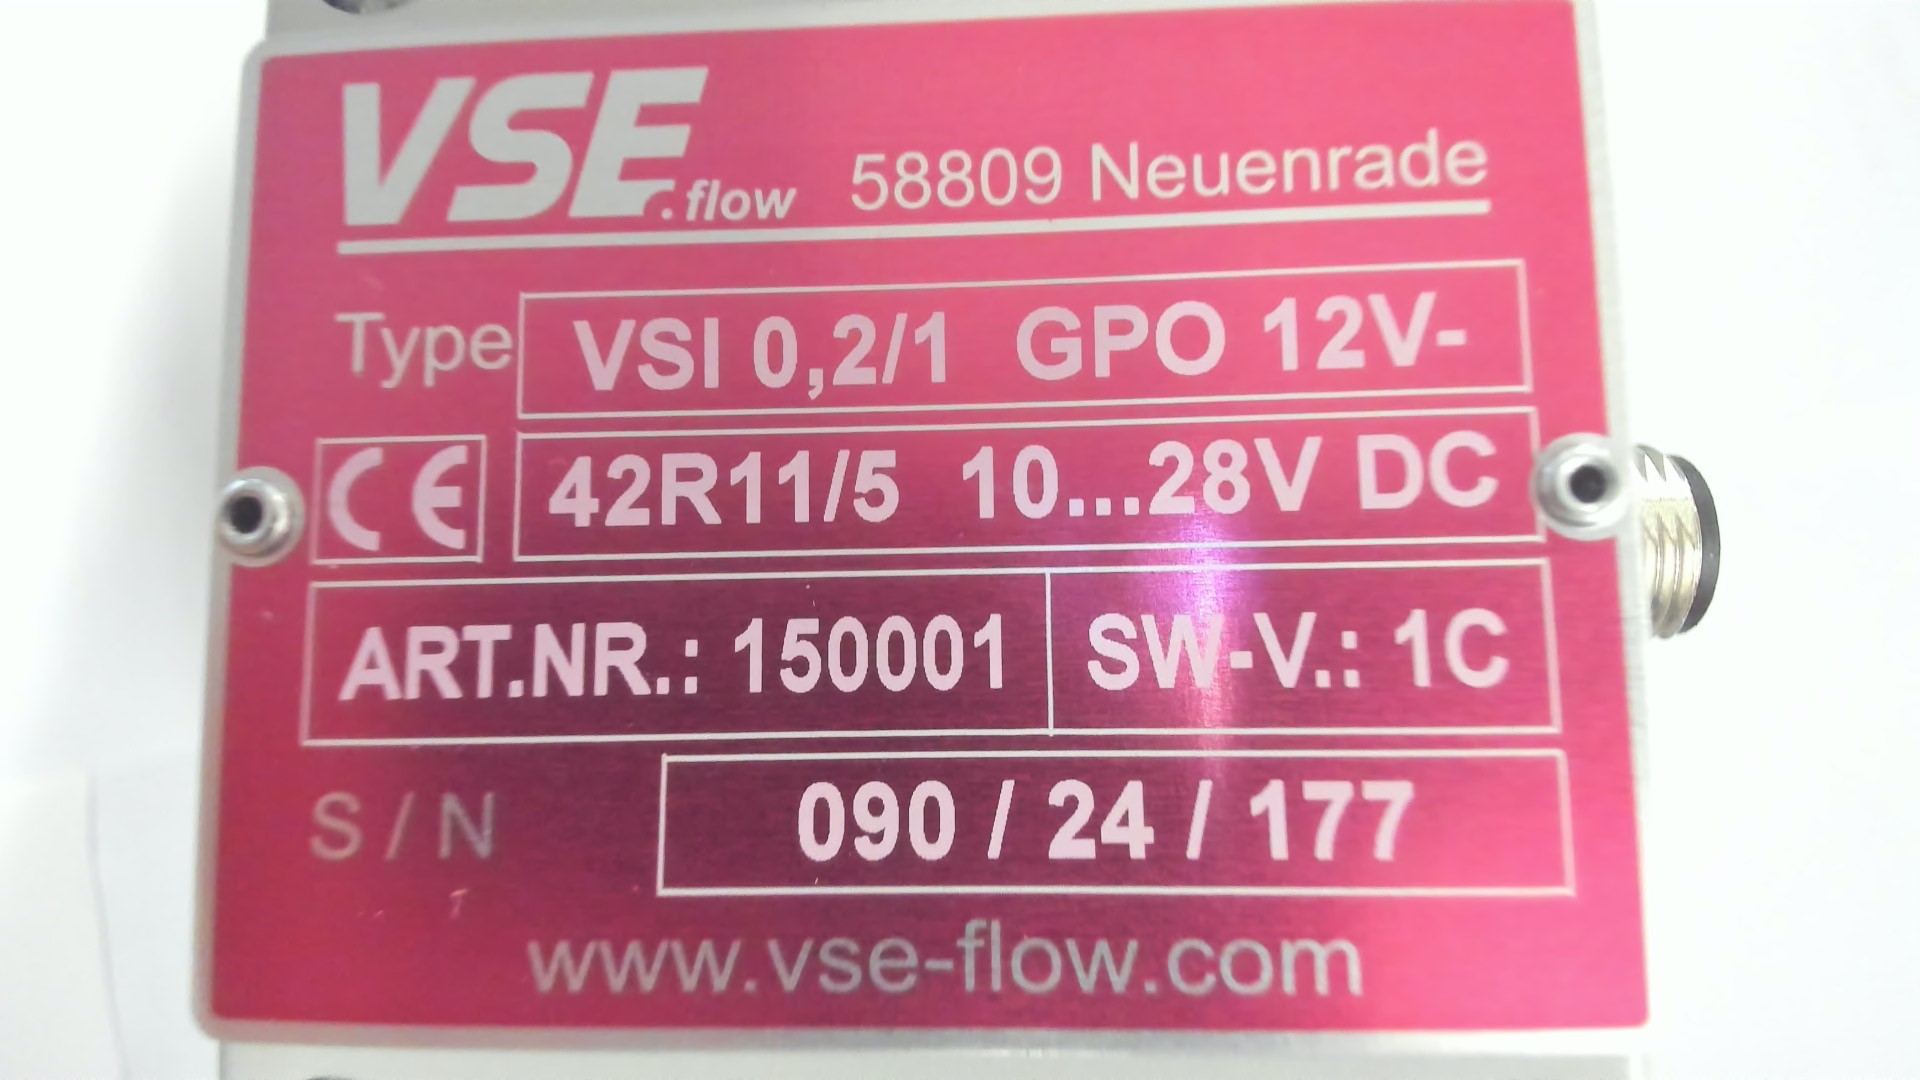 VSE.flow 58809 Neuenrade
Type VSI 0,2/1 GPO 12V-
CE 42R11/5 10...28V DC
ART.NR.: 150001 SW-V.: 1C
S / N 090 / 24 / 177
www.vse-flow.com